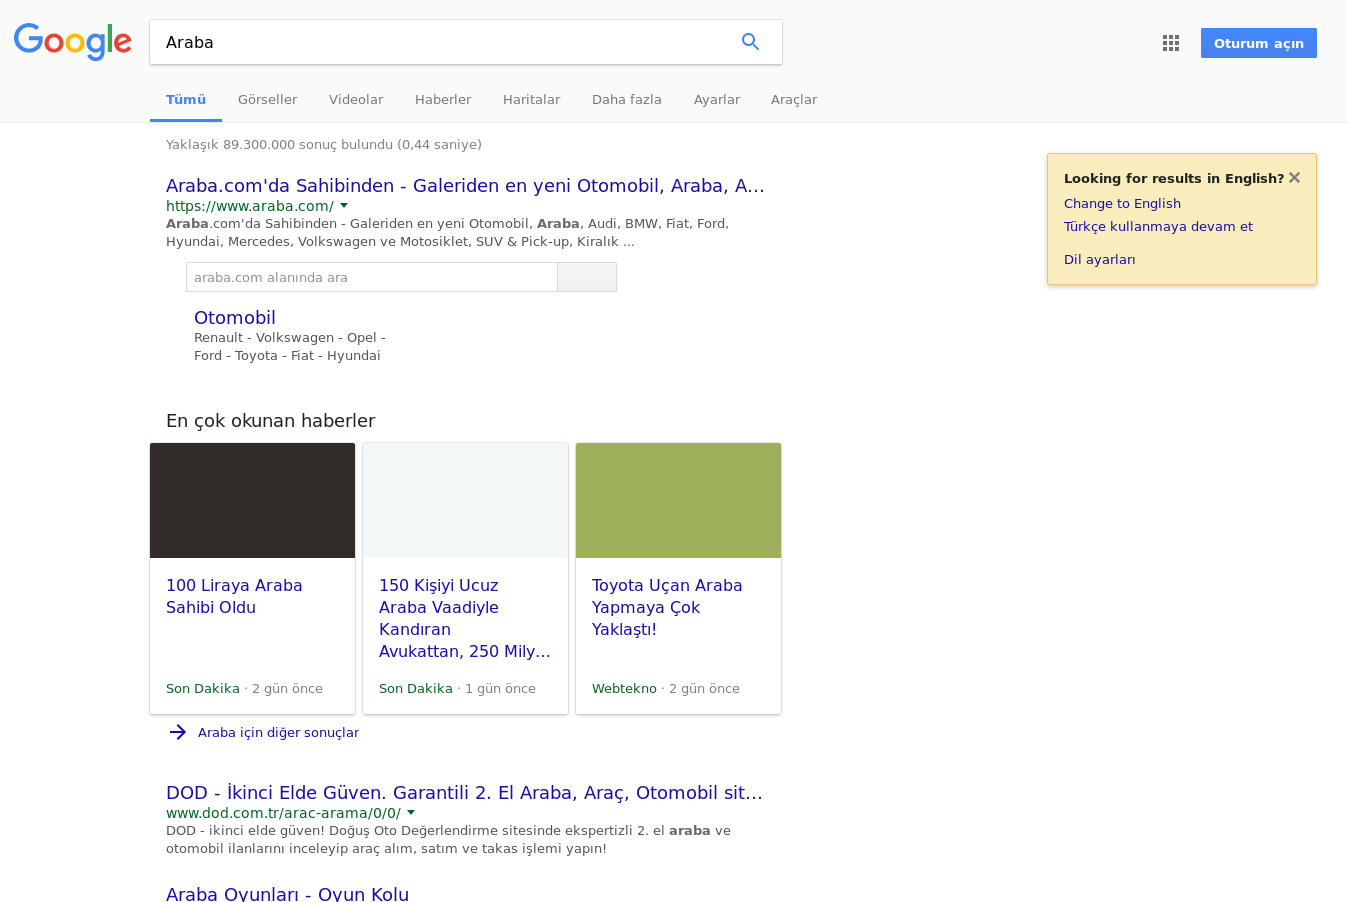 Google
Araba
Oturum açın
Tümü
Görseller
Videolar
Haberler
Haritalar
Daha fazla
Ayarlar
Araçlar
Yaklaşık 89.300.000 sonuç bulundu (0,44 saniye)
Araba.com'da Sahibinden - Galeriden en yeni Otomobil, Araba, A...
https://www.araba.com/
Araba.com'da Sahibinden - Galeriden en yeni Otomobil, Araba, Audi, BMW, Fiat, Ford,
Hyundai, Mercedes, Volkswagen ve Motosiklet, SUV & Pick-up, Kiralık ...
araba.com alanında ara
Otomobil
Renault - Volkswagen - Opel -
Ford - Toyota - Fiat - Hyundai
Looking for results in English?
Change to English
Türkçe kullanmaya devam et
Dil ayarları
En çok okunan haberler
100 Liraya Araba
Sahibi Oldu
Son Dakika · 2 gün önce
150 Kişiyi Ucuz
Araba Vaadiyle
Kandıran
Avukattan, 250 Mily...
Son Dakika · 1 gün önce
Toyota Uçan Araba
Yapmaya Çok
Yaklaştı!
Webtekno · 2 gün önce
Araba için diğer sonuçlar
DOD - İkinci Elde Güven. Garantili 2. El Araba, Araç, Otomobil sit...
www.dod.com.tr/arac-arama/0/0/
DOD - ikinci elde güven! Doğuş Oto Değerlendirme sitesinde ekspertizli 2. el araba ve
otomobil ilanlarını inceleyip araç alım, satım ve takas işlemi yapın!
Araba Oyunları - Oyun Kolu